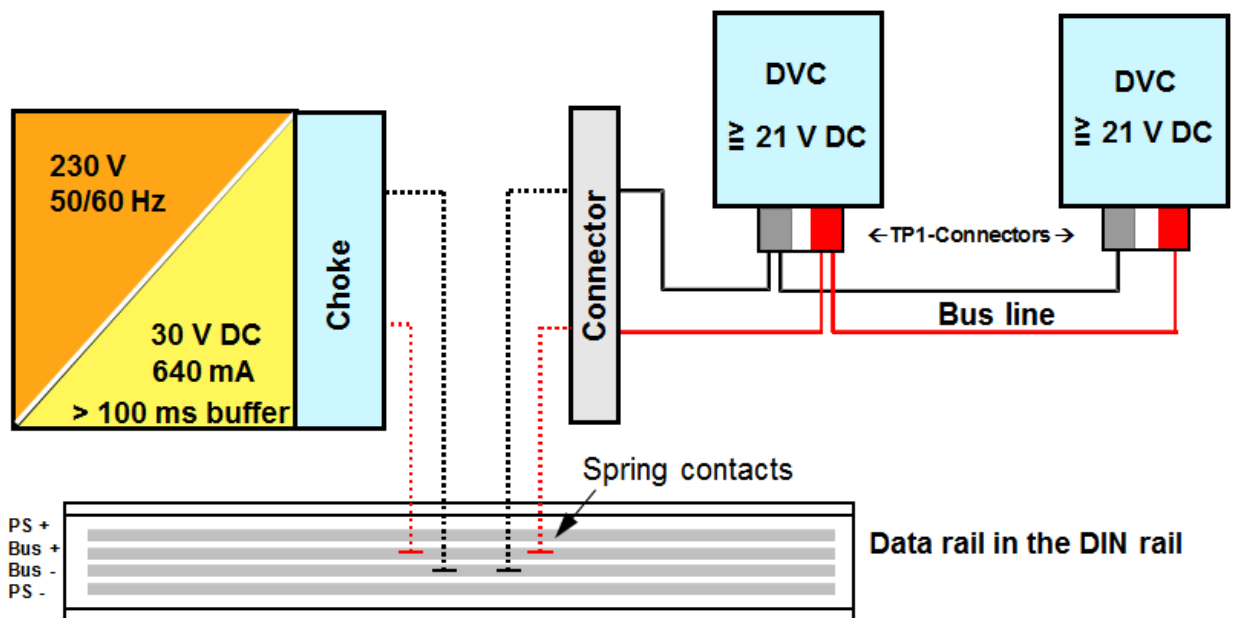 230 V
50/60 Hz
30 V DC
640 mA
> 100 ms buffer
Choke
Connector
DVC
≥ 21 V DC
DVC
≥ 21 V DC
←TP1-Connectors→
Bus line
Spring contacts
PS +
Bus +
Bus -
PS -
Data rail in the DIN rail